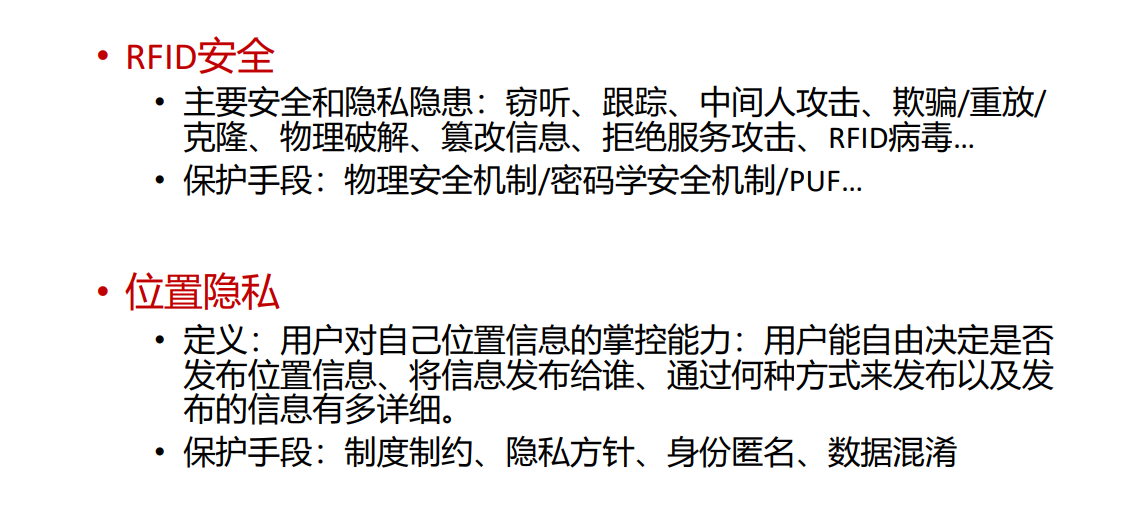 • RFID安全
• 主要安全和隐私隐患：窃听、跟踪、中间人攻击、欺骗/重放/
克隆、物理破解、篡改信息、拒绝服务攻击、RFID病毒…
• 保护手段：物理安全机制/密码学安全机制/PUF…
• 位置隐私
• 定义：用户对自己位置信息的掌控能力：用户能自由决定是否
发布位置信息、将信息发布给谁、通过何种方式来发布以及发
布的信息有多详细。
• 保护手段：制度制约、隐私方针、身份匿名、数据混淆